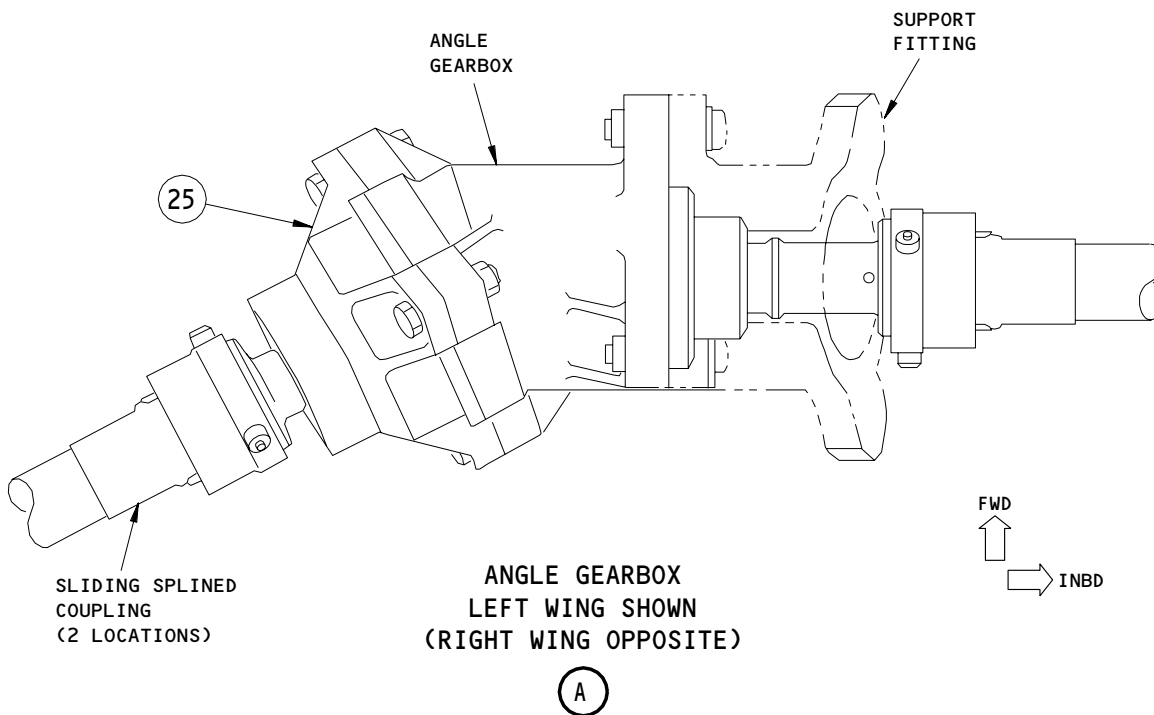 SUPPORT
FITTING
ANGLE
GEARBOX
25
FWD
INBD
SLIDING SPLINED
COUPLING
(2 LOCATIONS)
ANGLE GEARBOX
LEFT WING SHOWN
(RIGHT WING OPPOSITE)
A